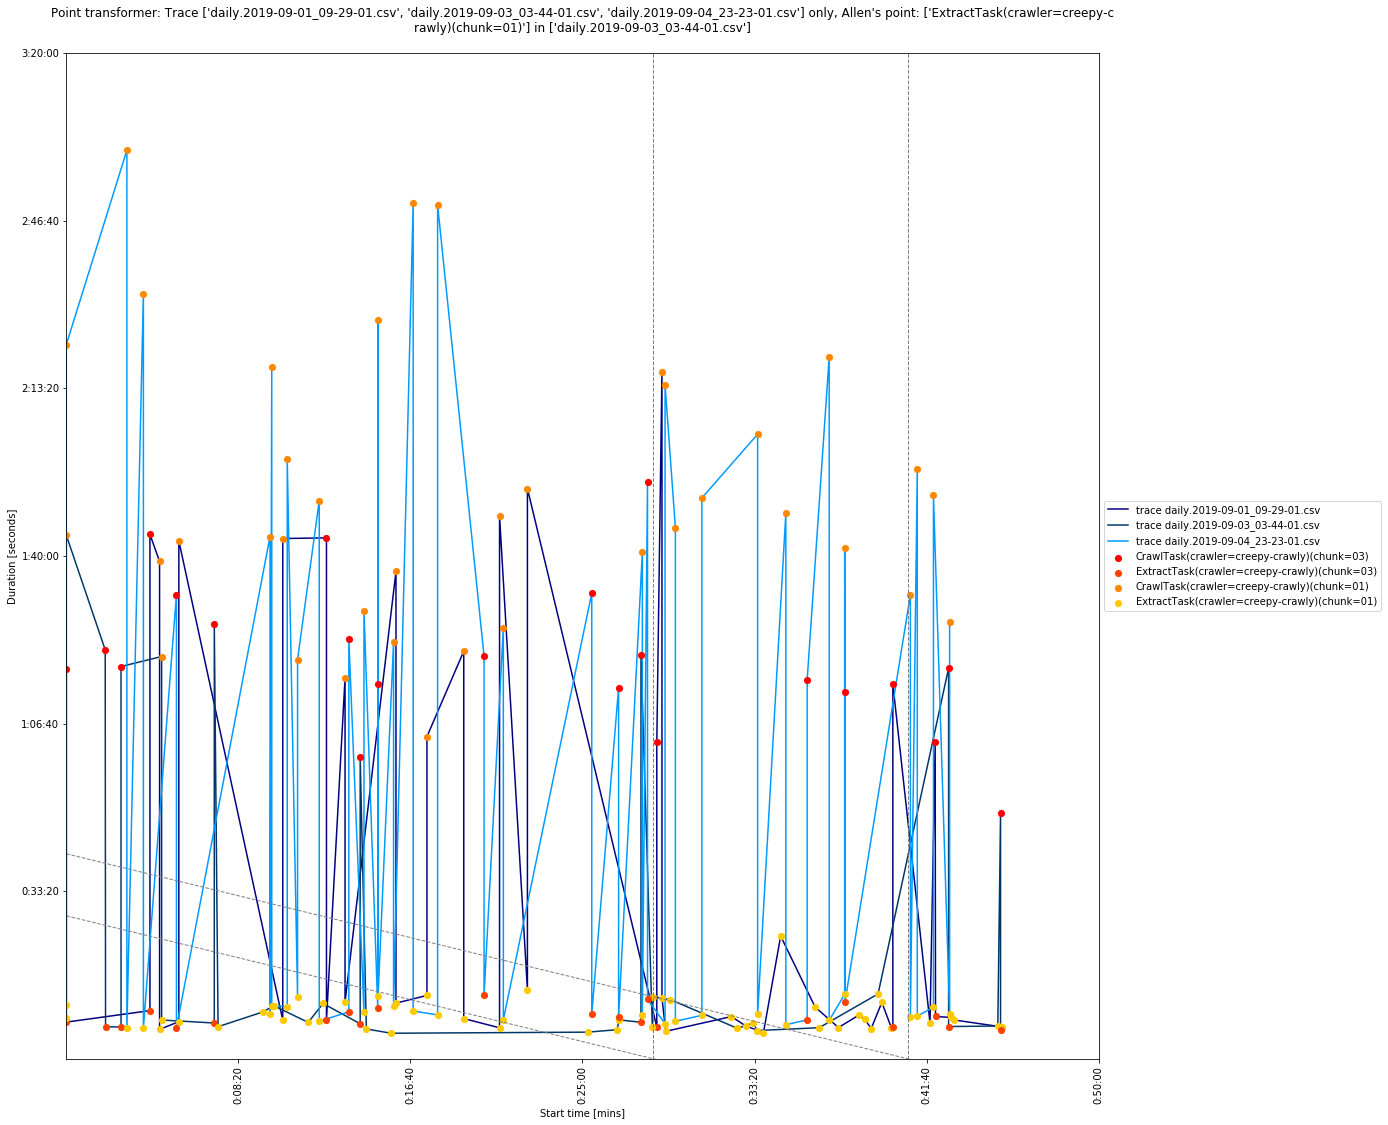 Point transformer: Trace ['daily.2019-09-01_09-29-01.csv', 'daily.2019-09-03_03-44-01.csv', 'daily.2019-09-04_23-23-01.csv'] only, Allen's point: ['ExtractTask(crawler=creepy-c
rawly)(chunk=01)'] in ['daily.2019-09-03_03-44-01.csv']
3:20:00
2:46:40
2:13:20
1:40:00
1:06:40
0:33:20
Duration [seconds]
trace daily.2019-09-01_09-29-01.csv
trace daily.2019-09-03_03-44-01.csv
trace daily.2019-09-04_23-23-01.csv
CrawlTask(crawler=creepy-crawly)(chunk=03)
ExtractTask(crawler=creepy-crawly)(chunk=03)
CrawlTask(crawler=creepy-crawly)(chunk=01)
ExtractTask(crawler=creepy-crawly)(chunk=01)
0:08:20
0:16:40
0:25:00
0:33:20
0:41:40
0:50:00
Start time [mins]